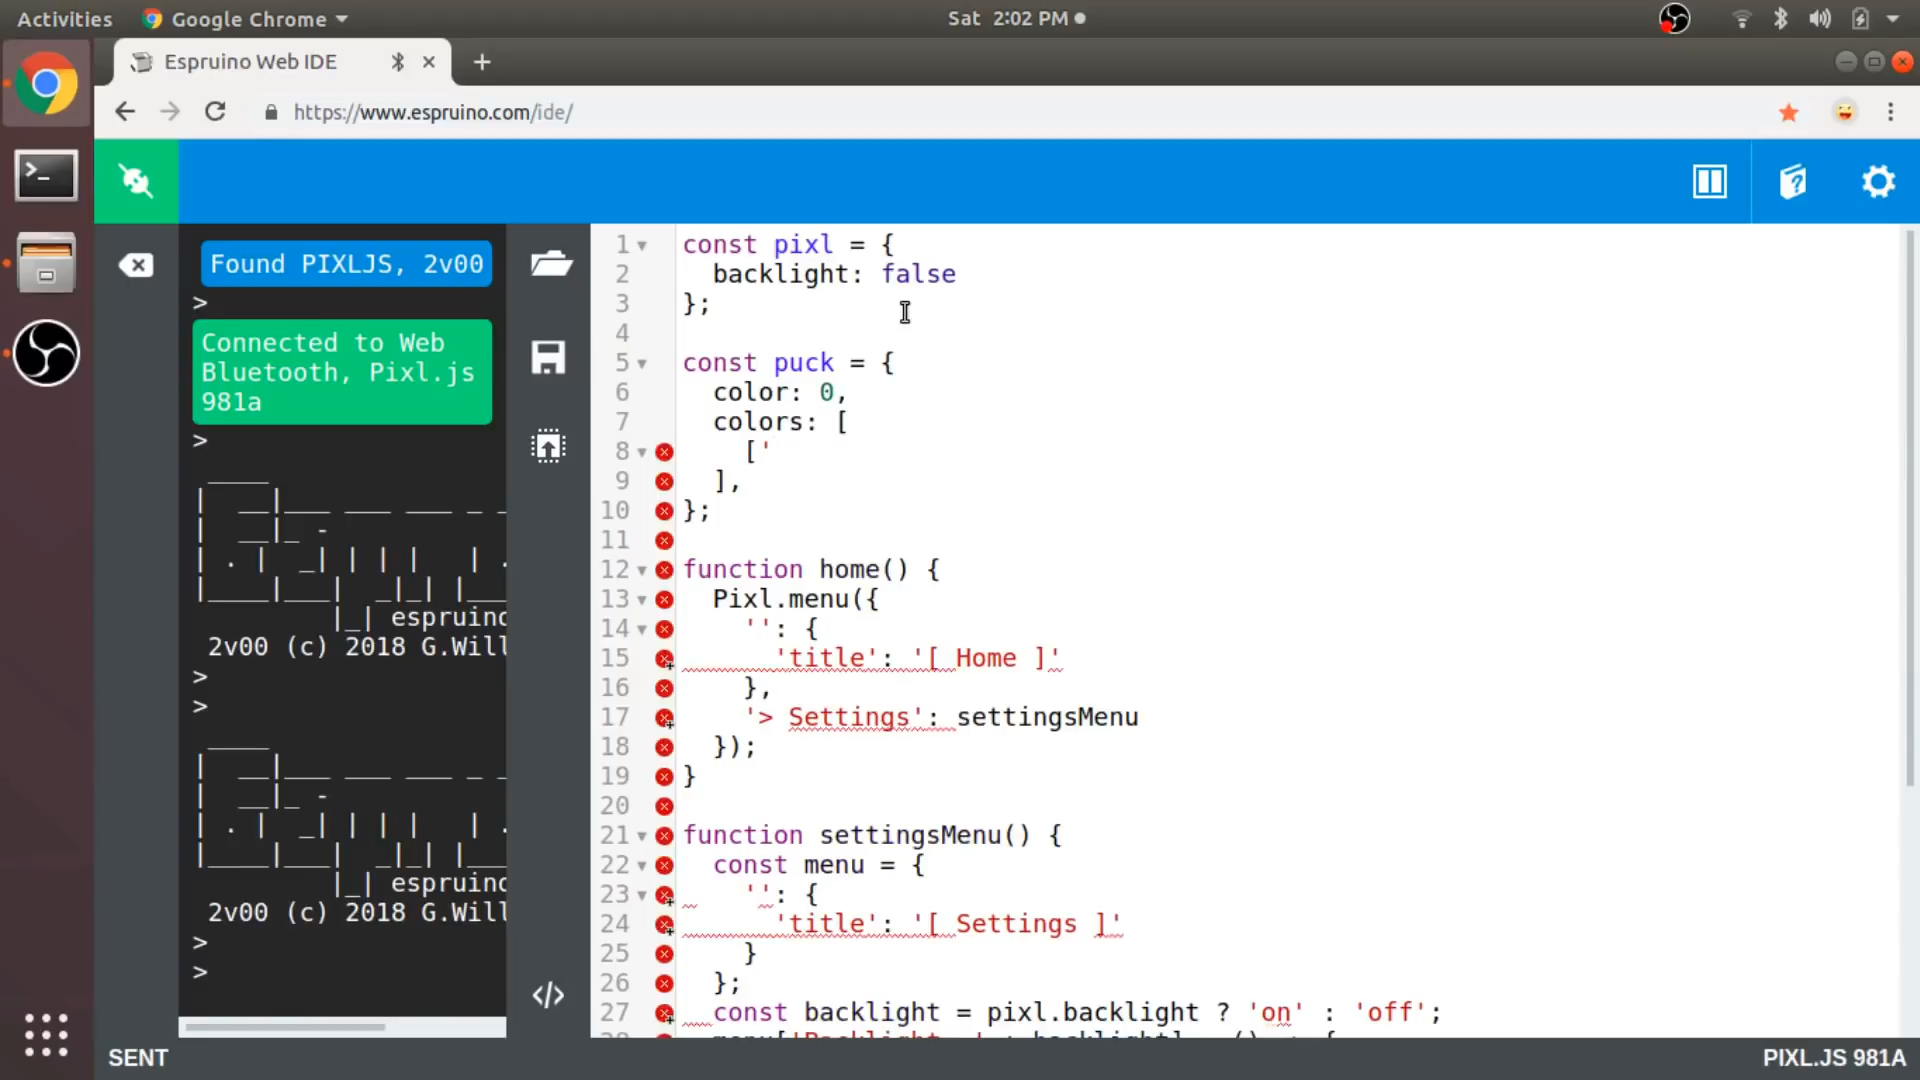 Activities
Google Chrome
Sat 2:02 PM
Espruino Web IDE
https://www.espruino.com/ide/
Found PIXLJS, 2v00
>
Connected to Web
Bluetooth, Pixl.js
981a
>
|_| espruino
2v00 (c) 2018 G.Will
>
>
|_| espruino
2v00 (c) 2018 G.Will
>
>
1 const pixl = {
2 backlight: false
3 };
4
5 const puck = {
6 color: 0,
7 colors: [
8 ['
9 ],
10 };
11
12 function home() {
13 Pixl.menu({
14 '': {
15 'title': '[ Home ]'
16 },
17 '> Settings': settingsMenu
18 });
19 }
20
21 function settingsMenu() {
22 const menu = {
23 '': {
24 'title': '[ Settings ]'
25 }
26 };
27 const backlight = pixl.backlight ? 'on' : 'off';
SENT
PIXL.JS 981A